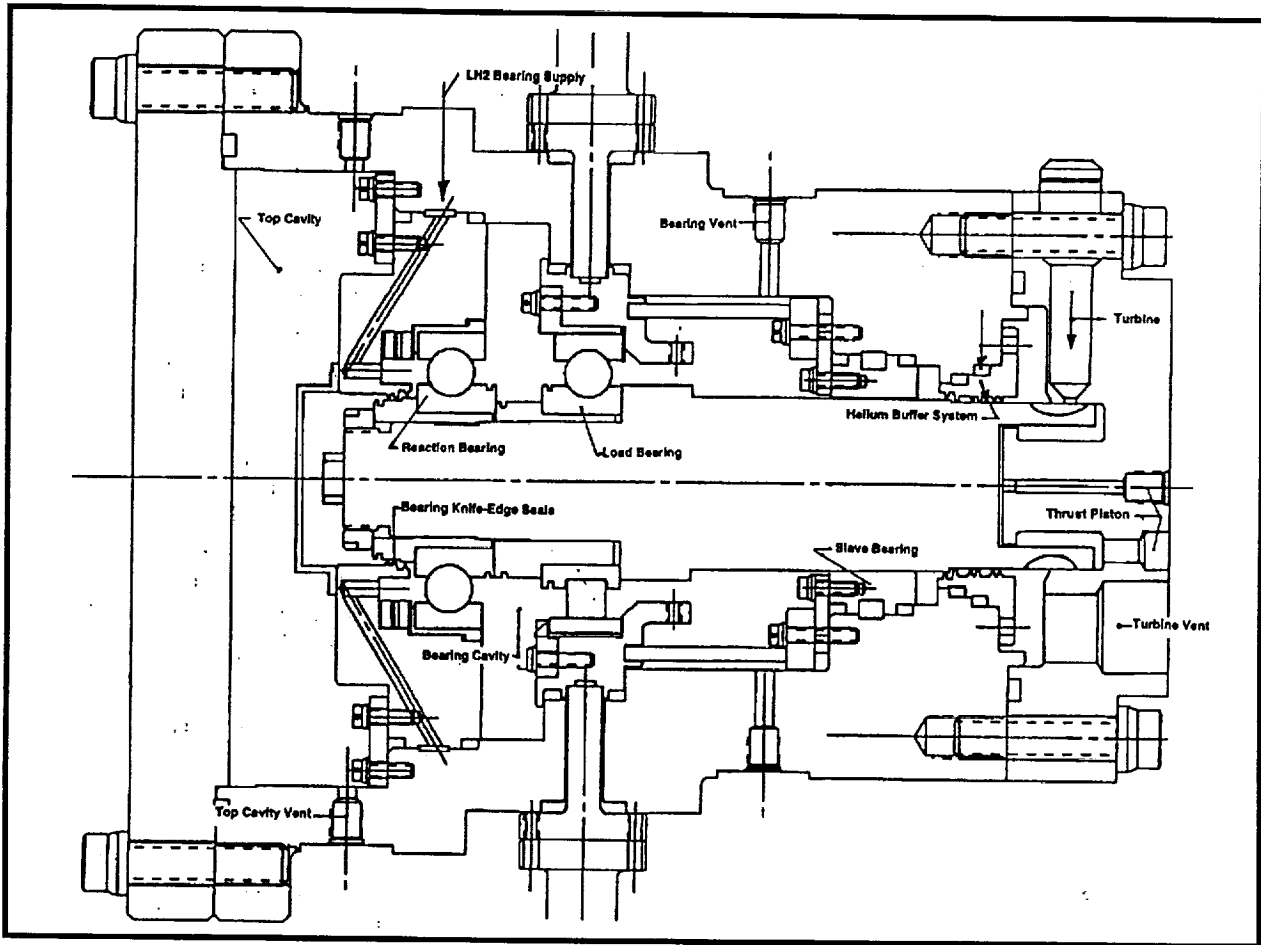 LH2 Bearing Supply
Top Cavity
Bearing Vent
Turbine
Helium Buffer System
Reaction Bearing
Load Bearing
Bearing Knife-Edge Seals
Thrust Piston
Slave Bearing
Turbine Vent
Bearing Cavity
Top Cavity Vent